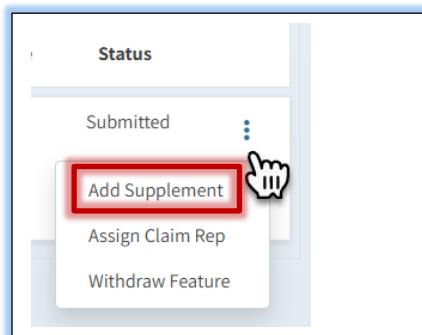 Status
Submitted
Add Supplement
Assign Claim Rep
Withdraw Feature